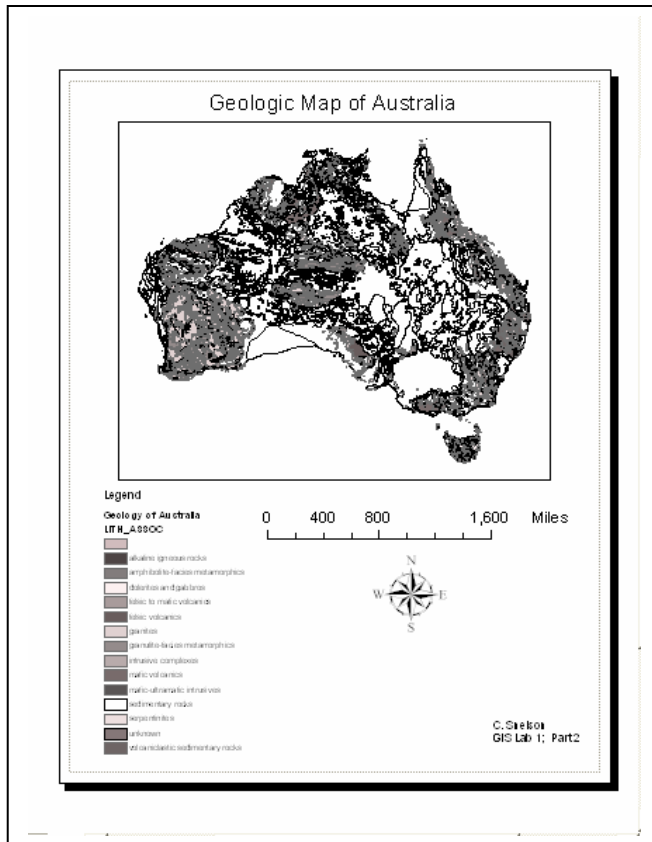 Geologic Map of Australia
Legend
Geology of Australia
LITH_ASSOC
alkaline igneous rocks
amphibolite-facies metamorphics
dolerites and gabbros
felsic to mafic volcanics
felsic volcanics
granites
granulite-facies metamorphics
intrusive complexes
mafic volcanics
mafic-ultramafic intrusives
sedimentary rocks
serpentinites
unknown
volcaniclastic sedimentary rocks
0 400 800 1,600 Miles
N
W E
S
C. Snelson
GIS Lab 1; Part2